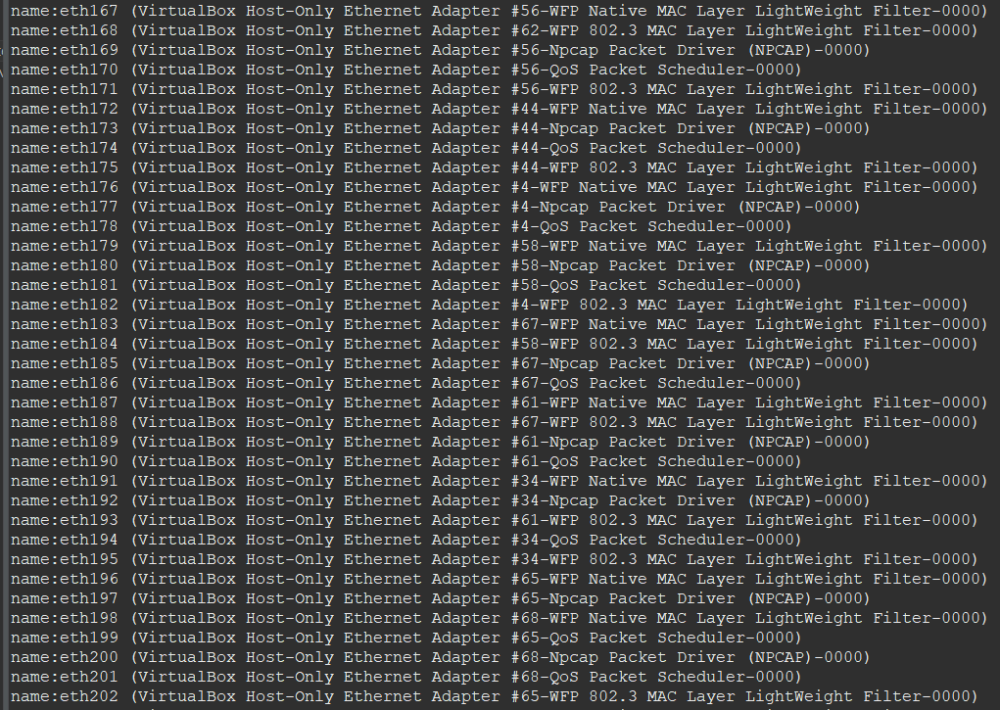 name:eth167 (VirtualBox Host-Only Ethernet Adapter #56-WFP Native MAC Layer LightWeight Filter-0000)
name:eth168 (VirtualBox Host-Only Ethernet Adapter #62-WFP 802.3 MAC Layer LightWeight Filter-0000)
name:eth169 (VirtualBox Host-Only Ethernet Adapter #56-Npcap Packet Driver (NPCAP)-0000)
name:eth170 (VirtualBox Host-Only Ethernet Adapter #56-QoS Packet Scheduler-0000)
name:eth171 (VirtualBox Host-Only Ethernet Adapter #56-WFP 802.3 MAC Layer LightWeight Filter-0000)
name:eth172 (VirtualBox Host-Only Ethernet Adapter #44-WFP Native MAC Layer LightWeight Filter-0000)
name:eth173 (VirtualBox Host-Only Ethernet Adapter #44-Npcap Packet Driver (NPCAP)-0000)
name:eth174 (VirtualBox Host-Only Ethernet Adapter #44-QoS Packet Scheduler-0000)
name:eth175 (VirtualBox Host-Only Ethernet Adapter #44-WFP 802.3 MAC Layer LightWeight Filter-0000)
name:eth176 (VirtualBox Host-Only Ethernet Adapter #4-WFP Native MAC Layer LightWeight Filter-0000)
name:eth177 (VirtualBox Host-Only Ethernet Adapter #4-Npcap Packet Driver (NPCAP)-0000)
name:eth178 (VirtualBox Host-Only Ethernet Adapter #4-QoS Packet Scheduler-0000)
name:eth179 (VirtualBox Host-Only Ethernet Adapter #58-WFP Native MAC Layer LightWeight Filter-0000)
name:eth180 (VirtualBox Host-Only Ethernet Adapter #58-Npcap Packet Driver (NPCAP)-0000)
name:eth181 (VirtualBox Host-Only Ethernet Adapter #58-QoS Packet Scheduler-0000)
name:eth182 (VirtualBox Host-Only Ethernet Adapter #4-WFP 802.3 MAC Layer LightWeight Filter-0000)
name:eth183 (VirtualBox Host-Only Ethernet Adapter #67-WFP Native MAC Layer LightWeight Filter-0000)
name:eth184 (VirtualBox Host-Only Ethernet Adapter #58-WFP 802.3 MAC Layer LightWeight Filter-0000)
name:eth185 (VirtualBox Host-Only Ethernet Adapter #67-Npcap Packet Driver (NPCAP)-0000)
name:eth186 (VirtualBox Host-Only Ethernet Adapter #67-QoS Packet Scheduler-0000)
name:eth187 (VirtualBox Host-Only Ethernet Adapter #61-WFP Native MAC Layer LightWeight Filter-0000)
name:eth188 (VirtualBox Host-Only Ethernet Adapter #67-WFP 802.3 MAC Layer LightWeight Filter-0000)
name:eth189 (VirtualBox Host-Only Ethernet Adapter #61-Npcap Packet Driver (NPCAP)-0000)
name:eth190 (VirtualBox Host-Only Ethernet Adapter #61-QoS Packet Scheduler-0000)
name:eth191 (VirtualBox Host-Only Ethernet Adapter #34-WFP Native MAC Layer LightWeight Filter-0000)
name:eth192 (VirtualBox Host-Only Ethernet Adapter #34-Npcap Packet Driver (NPCAP)-0000)
name:eth193 (VirtualBox Host-Only Ethernet Adapter #61-WFP 802.3 MAC Layer LightWeight Filter-0000)
name:eth194 (VirtualBox Host-Only Ethernet Adapter #34-QoS Packet Scheduler-0000)
name:eth195 (VirtualBox Host-Only Ethernet Adapter #34-WFP 802.3 MAC Layer LightWeight Filter-0000)
name:eth196 (VirtualBox Host-Only Ethernet Adapter #65-WFP Native MAC Layer LightWeight Filter-0000)
name:eth197 (VirtualBox Host-Only Ethernet Adapter #65-Npcap Packet Driver (NPCAP)-0000)
name:eth198 (VirtualBox Host-Only Ethernet Adapter #68-WFP Native MAC Layer LightWeight Filter-0000)
name:eth199 (VirtualBox Host-Only Ethernet Adapter #65-QoS Packet Scheduler-0000)
name:eth200 (VirtualBox Host-Only Ethernet Adapter #68-Npcap Packet Driver (NPCAP)-0000)
name:eth201 (VirtualBox Host-Only Ethernet Adapter #68-QoS Packet Scheduler-0000)
name:eth202 (VirtualBox Host-Only Ethernet Adapter #65-WFP 802.3 MAC Layer LightWeight Filter-0000)